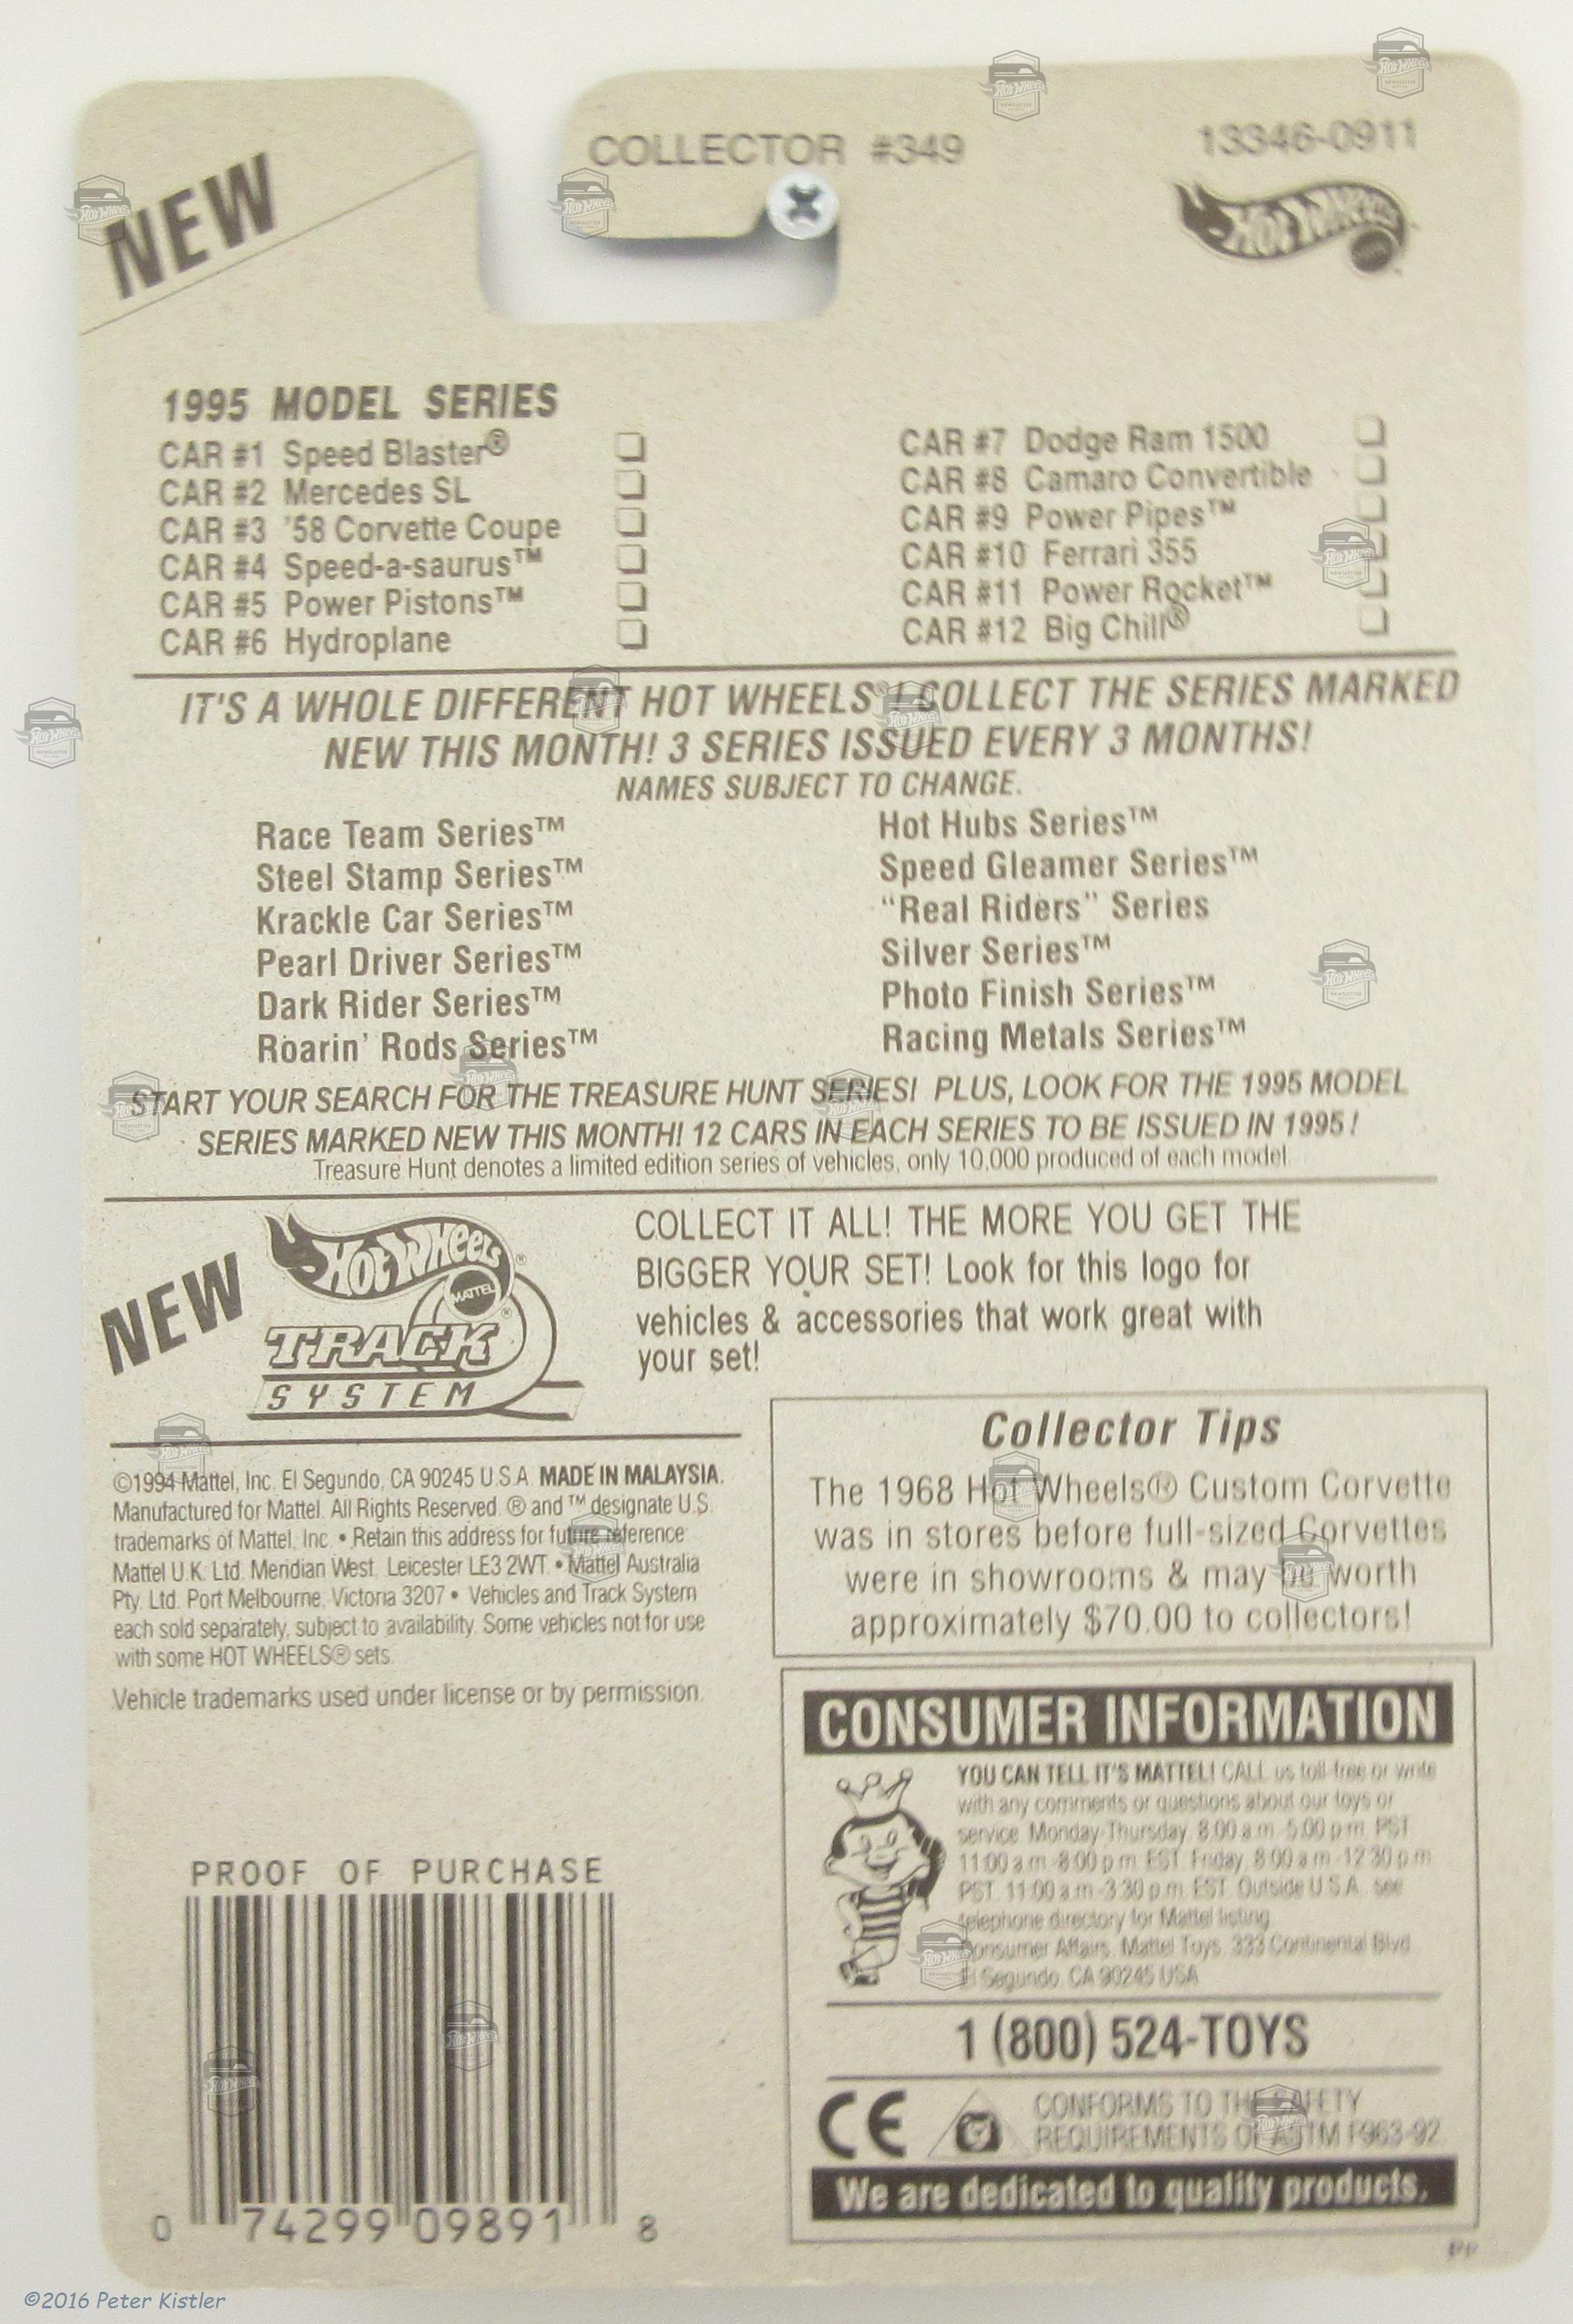 COLLECTOR #349
13346-0911
NEW
HOT WHEELS
1995 MODEL SERIES
CAR #1 Speed Blaster®
CAR #2 Mercedes SL
CAR #3 '58 Corvette Coupe
CAR #4 Speed-a-saurus™
CAR #5 Power Pistons™
CAR #6 Hydroplane
CAR #7 Dodge Ram 1500
CAR #8 Camaro Convertible
CAR #9 Power Pipes™
CAR #10 Ferrari 355
CAR #11 Power Rocket™
CAR #12 Big Chill®
IT'S A WHOLE DIFFERENT HOT WHEELS®! COLLECT THE SERIES MARKED
NEW THIS MONTH! 3 SERIES ISSUED EVERY 3 MONTHS!
NAMES SUBJECT TO CHANGE.
Race Team Series™
Steel Stamp Series™
Krackle Car Series™
Pearl Driver Series™
Dark Rider Series™
Roarin' Rods Series™
Hot Hubs Series™
Speed Gleamer Series™
“Real Riders” Series
Silver Series™
Photo Finish Series™
Racing Metals Series™
START YOUR SEARCH FOR THE TREASURE HUNT SERIES! PLUS, LOOK FOR THE 1995 MODEL
SERIES MARKED NEW THIS MONTH! 12 CARS IN EACH SERIES TO BE ISSUED IN 1995!
Treasure Hunt denotes a limited edition series of vehicles, only 10,000 produced of each model.
NEW
HOT WHEELS®
MATTEL®
TRACK
SYSTEM
COLLECT IT ALL! THE MORE YOU GET THE
BIGGER YOUR SET! Look for this logo for
vehicles & accessories that work great with
your set!
©1994 Mattel, Inc. El Segundo, CA 90245 U.S.A. MADE IN MALAYSIA.
Manufactured for Mattel. All Rights Reserved. ® and ™ designate U.S.
trademarks of Mattel, Inc. • Retain this address for future reference:
Mattel U.K. Ltd. Meridian West, Leicester LE3 2WT. • Mattel Australia
Pty. Ltd. Port Melbourne, Victoria 3207 • Vehicles and Track System
each sold separately, subject to availability. Some vehicles not for use
with some HOT WHEELS® sets.
Vehicle trademarks used under license or by permission.
Collector Tips
The 1968 Hot Wheels® Custom Corvette
was in stores before full-sized Corvettes
were in showrooms & may be worth
approximately $70.00 to collectors!
CONSUMER INFORMATION
YOU CAN TELL IT'S MATTEL! CALL us toll-free or write
with any comments or questions about our toys or
service. Monday-Thursday, 8:00 a.m.-5:00 p.m. PST
11:00 a.m.-8:00 p.m. EST. Friday, 8:00 a.m.-12:30 p.m.
PST, 11:00 a.m.-3:30 p.m. EST. Outside U.S.A., see
telephone directory for Mattel listing.
Consumer Affairs, Mattel Toys, 333 Continental Blvd.
El Segundo, CA 90245 USA
1 (800) 524-TOYS
CE
CONFORMS TO THE SAFETY
REQUIREMENTS OF ASTM F963-92.
We are dedicated to quality products.
PROOF OF PURCHASE
0 74299 09891 8
©2016 Peter Kistler